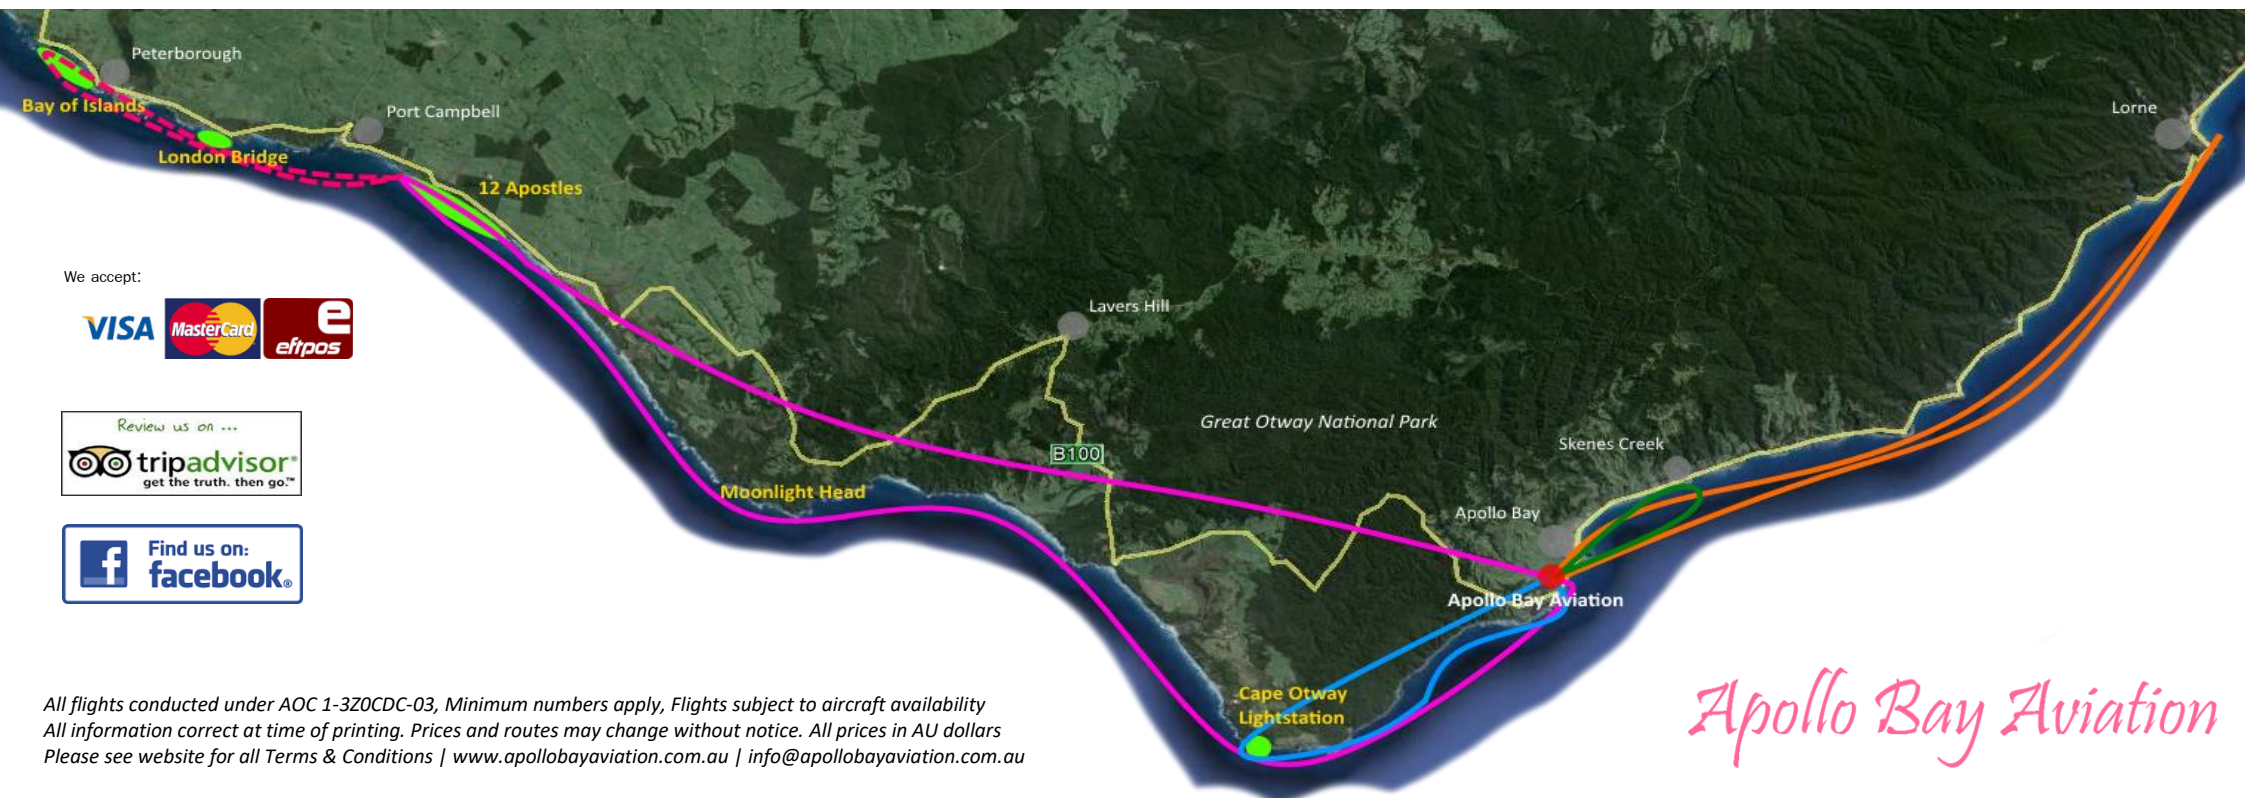 Peterborough
Bay of Islands
Port Campbell
London Bridge
12 Apostles
Lorne
We accept:
VISA
MasterCard
e
eftpos
Lavers Hill
Review us on ...
tripadvisor®
get the truth. then go.™
Great Otway National Park
B100
Skenes Creek
Moonlight Head
Apollo Bay
Find us on:
facebook®
Apollo Bay Aviation
Cape Otway
Lightstation
All flights conducted under AOC 1-3Z0CDC-03, Minimum numbers apply, Flights subject to aircraft availability
All information correct at time of printing. Prices and routes may change without notice. All prices in AU dollars
Please see website for all Terms & Conditions | www.apollobayaviation.com.au | info@apollobayaviation.com.au
Apollo Bay Aviation